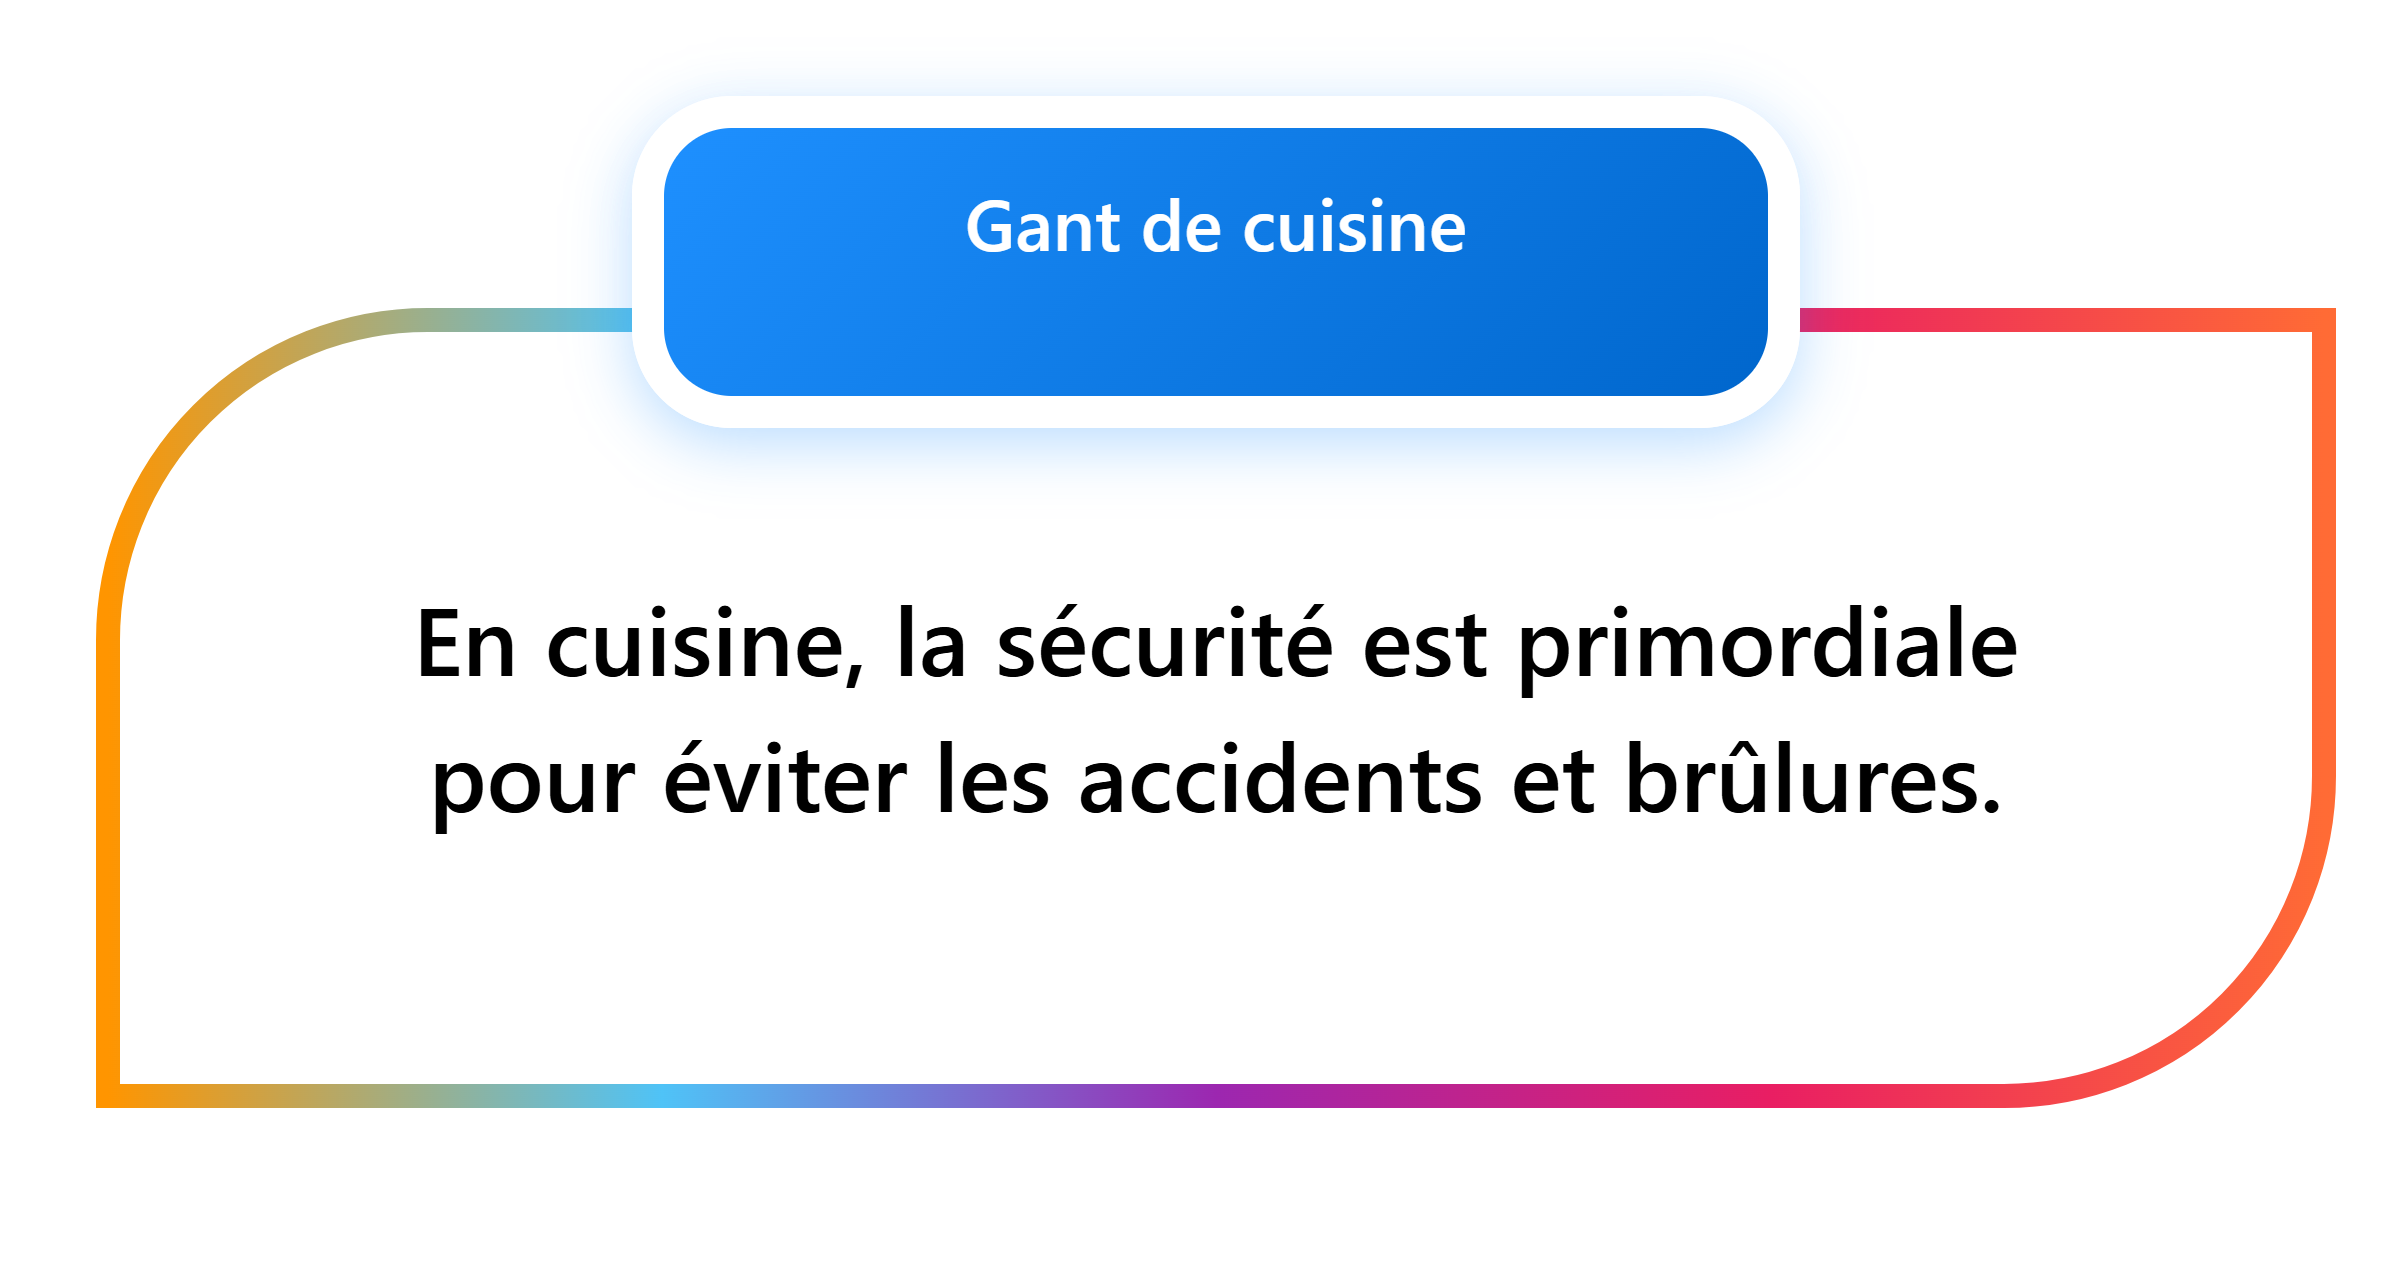 Gant de cuisine
En cuisine, la sécurité est primordiale
pour éviter les accidents et brûlures.